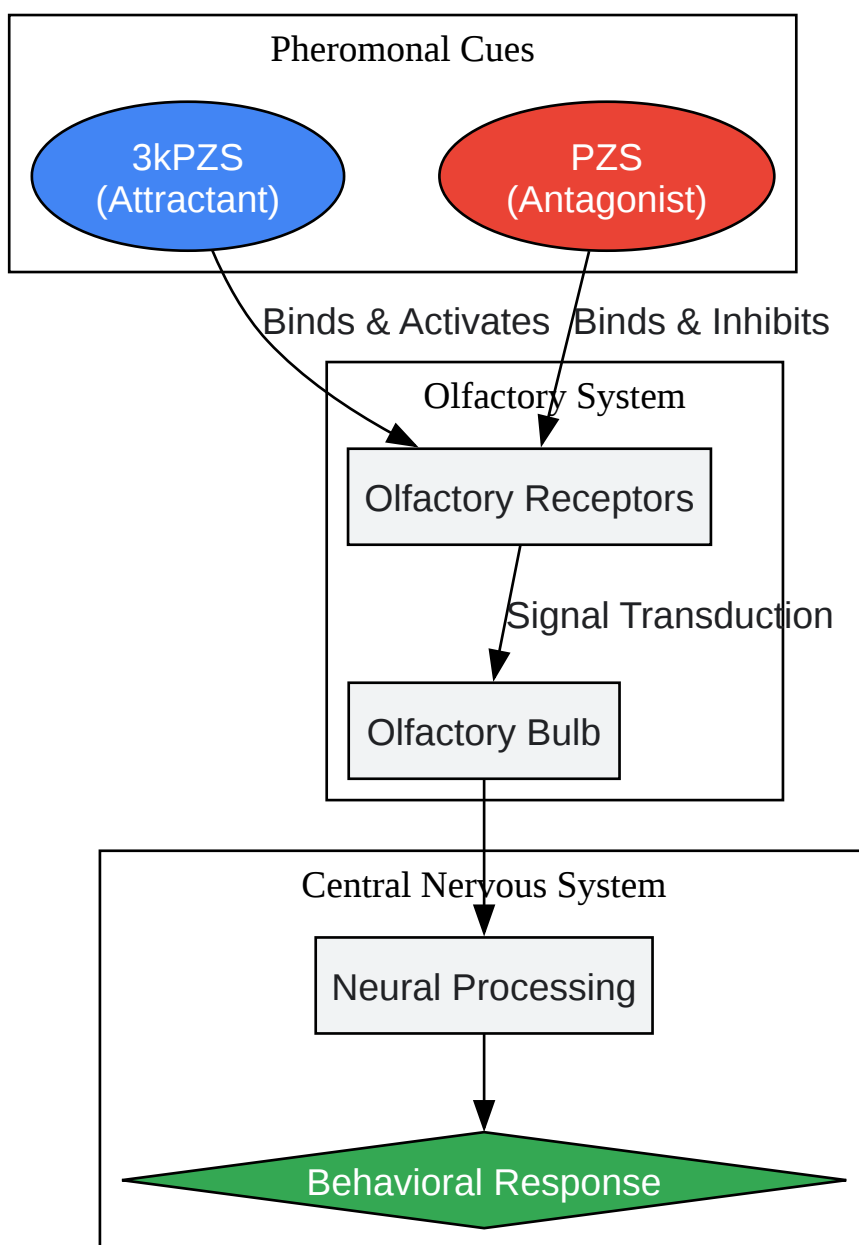 Pheromonal Cues
3kPZS
(Attractant)
PZS
(Antagonist)
Binds & Activates
Binds & Inhibits
Olfactory System
Olfactory Receptors
Signal Transduction
Olfactory Bulb
Central Nervous System
Neural Processing
Behavioral Response